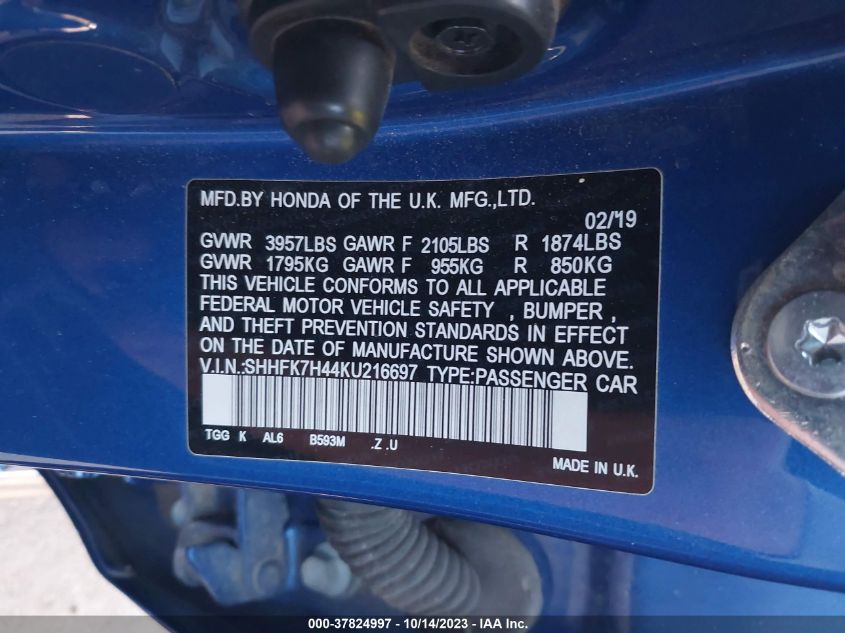 MFD.BY HONDA OF THE U.K. MFG.,LTD.
02/'19
GVWR 3957LBS GAWR F 2105LBS R 1874LBS
GVWR 1795KG GAWR F 955KG R 850KG
THIS VEHICLE CONFORMS TO ALL APPLICABLE
FEDERAL MOTOR VEHICLE SAFETY , BUMPER ,
AND THEFT PREVENTION STANDARDS IN EFFECT
ON THE DATE OF MANUFACTURE SHOWN ABOVE.
V.I.N.:SHHFK7H44KU216697 TYPE:PASSENGER CAR
TGG K AL6 B593M .Z .U
MADE IN U.K.
000-37824997 - 10/14/2023 - IAA Inc.